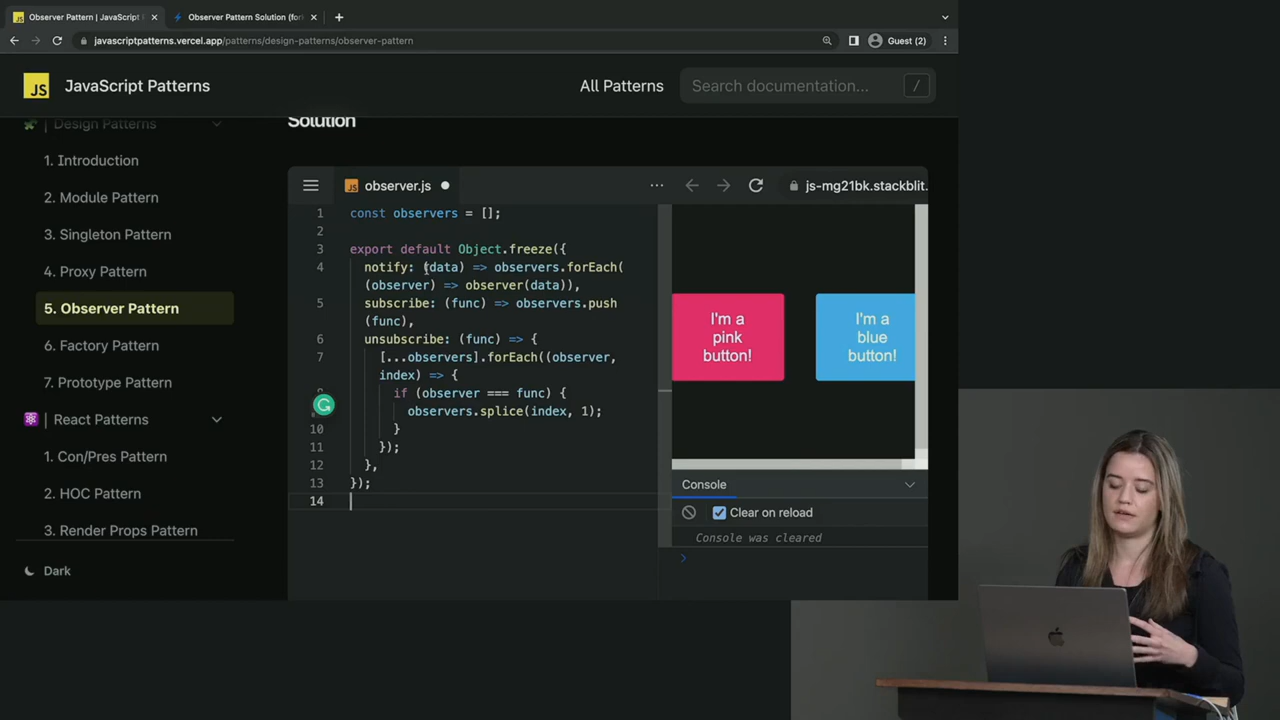 Observer Pattern | JavaScript P
Observer Pattern Solution (for
javascriptpatterns.vercel.app/patterns/design-patterns/observer-pattern
Guest (2)
JS
JavaScript Patterns
All Patterns
Search documentation...
/
Design Patterns
1. Introduction
2. Module Pattern
3. Singleton Pattern
4. Proxy Pattern
5. Observer Pattern
6. Factory Pattern
7. Prototype Pattern
React Patterns
1. Con/Pres Pattern
2. HOC Pattern
3. Render Props Pattern
Dark
Solution
JS observer.js
...
js-mg21bk.stackblit.
1 const observers = [];
2
3 export default Object.freeze({
4 notify: (data) => observers.forEach(
(observer) => observer(data)),
5 subscribe: (func) => observers.push
(func),
6 unsubscribe: (func) => {
7 [...observers].forEach((observer,
index) => {
if (observer === func) {
observers.splice(index, 1);
10 }
11 });
12 },
13 });
14
I'm a
pink
button!
I'm a
blue
button!
Console
Clear on reload
Console was cleared